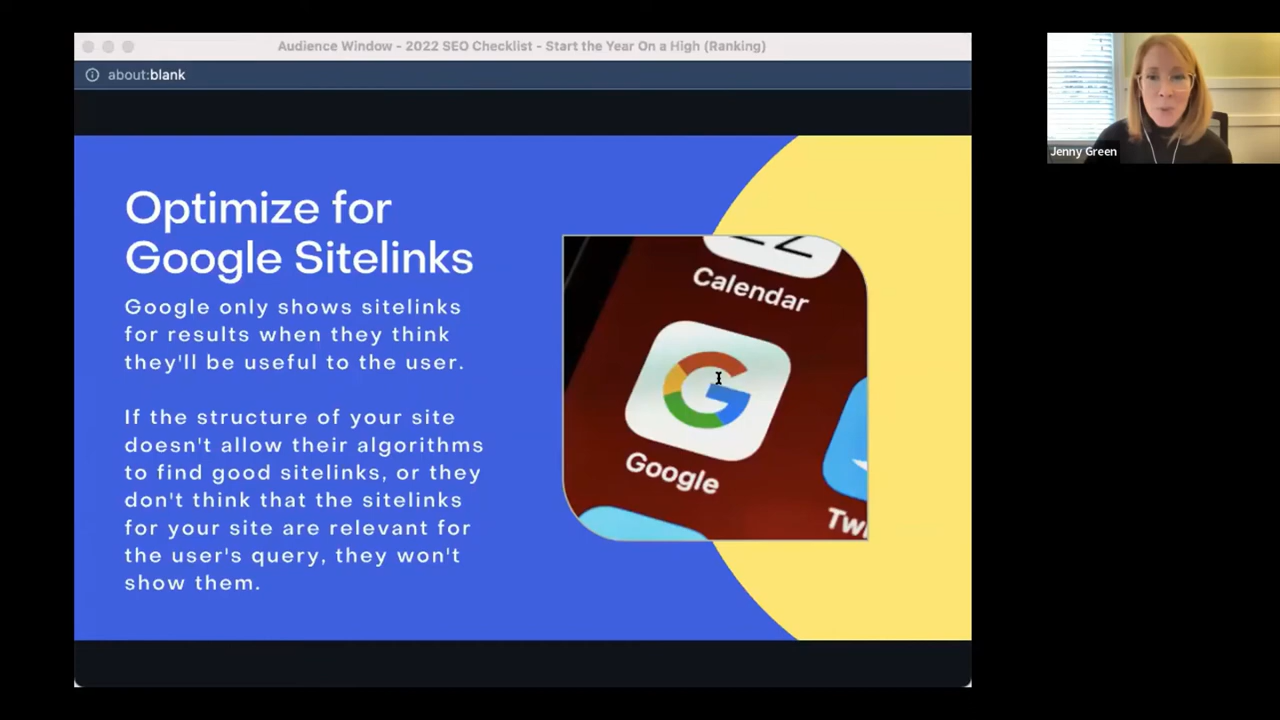 Audience Window - 2022 SEO Checklist - Start the Year On a High (Ranking)
about:blank
Optimize for
Google Sitelinks
Google only shows sitelinks
for results when they think
they'll be useful to the user.
If the structure of your site
doesn't allow their algorithms
to find good sitelinks, or they
don't think that the sitelinks
for your site are relevant for
the user's query, they won't
show them.
Calendar
Google
Jenny Green